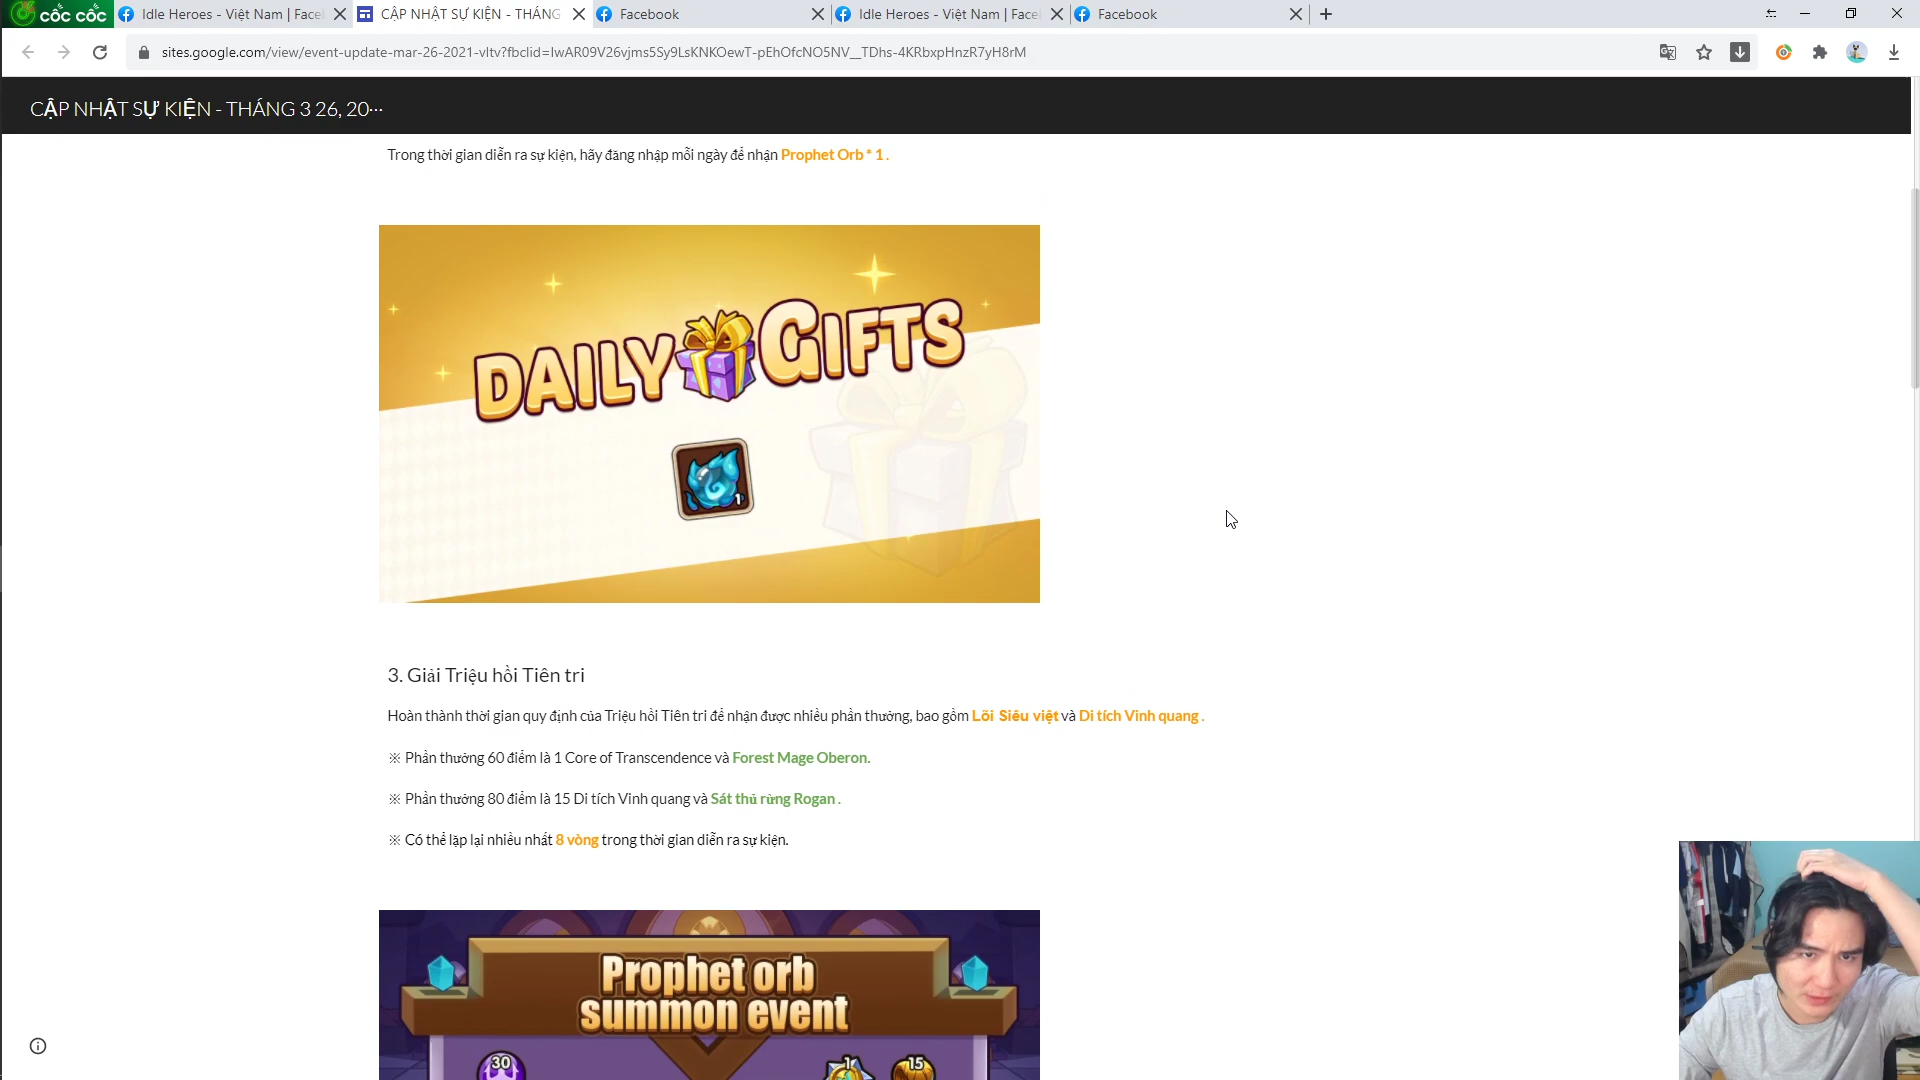 cốc cốc
Idle Heroes - Việt Nam | Face
CẬP NHẬT SỰ KIỆN - THÁNG
Facebook
Idle Heroes - Việt Nam | Face
Facebook
sites.google.com/view/event-update-mar-26-2021-vltv?fbclid=IwAR09V26vjms5Sy9LsKNKOewT-pEhOfcNO5NV__TDhs-4KRbxpHnzR7yH8rM
CẬP NHẬT SỰ KIỆN - THÁNG 3 26, 20···
Trong thời gian diễn ra sự kiện, hãy đăng nhập mỗi ngày để nhận Prophet Orb * 1 .
DAILY GIFTS
1
3. Giải Triệu hồi Tiên tri
Hoàn thành thời gian quy định của Triệu hồi Tiên tri để nhận được nhiều phần thưởng, bao gồm Lõi Siêu việt và Di tích Vinh quang .
※ Phần thưởng 60 điểm là 1 Core of Transcendence và Forest Mage Oberon.
※ Phần thưởng 80 điểm là 15 Di tích Vinh quang và Sát thủ rừng Rogan .
※ Có thể lặp lại nhiều nhất 8 vòng trong thời gian diễn ra sự kiện.
Prophet orb
summon event
30 1 15